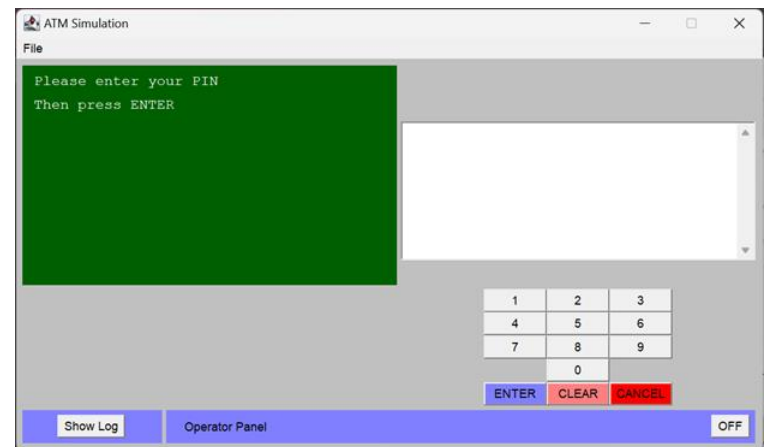 ATM Simulation
File
Please enter your PIN
Then press ENTER
1 2 3
4 5 6
7 8 9
0
ENTER CLEAR CANCEL
Show Log Operator Panel OFF